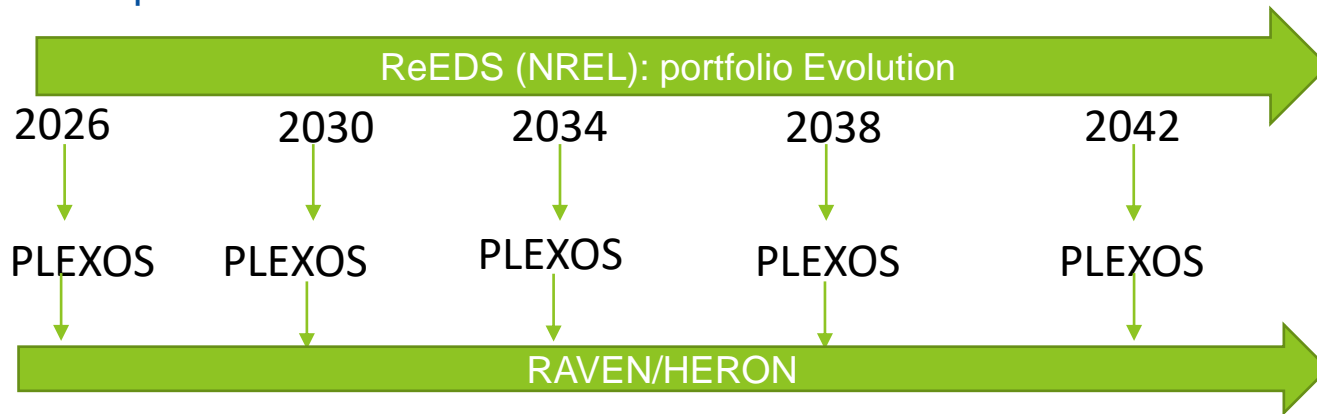 ReEDS (NREL): portfolio Evolution
2026 2030 2034 2038 2042
PLEXOS PLEXOS PLEXOS PLEXOS PLEXOS
RAVEN/HERON